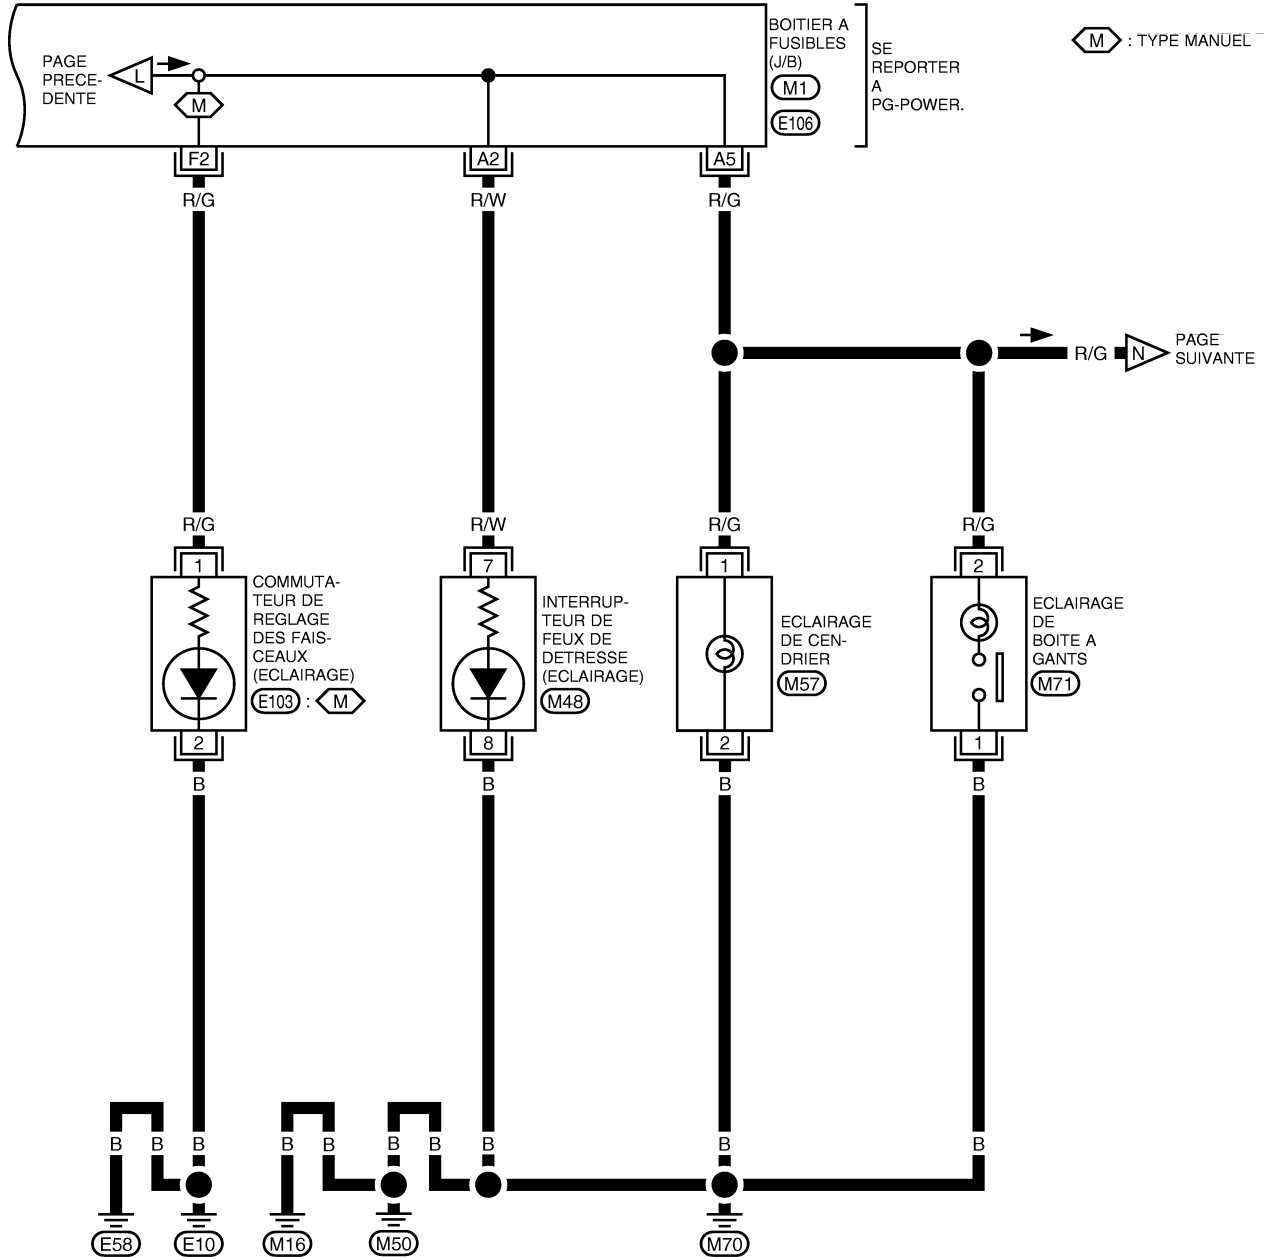 PAGE
PRECE-
DENTE
L
M
BOITIER A
FUSIBLES
(J/B)
M1
E106
SE
REPORTER
A
PG-POWER.
M : TYPE MANUEL
F2
A2
A5
R/G
R/W
R/G
R/G
N
PAGE
SUIVANTE
R/G
R/W
R/G
R/G
1
7
1
2
COMMUTA-
TEUR DE
REGLAGE
DES FAIS-
CEAUX
(ECLAIRAGE)
E103 : M
INTERRUP-
TEUR DE
FEUX DE
DETRESSE
(ECLAIRAGE)
M48
ECLAIRAGE
DE CEN-
DRIER
M57
ECLAIRAGE
DE
BOITE A
GANTS
M71
2
8
2
1
B
B
B
B
B
B
B
B
B
B
B
B
B
B
E58
E10
M16
M50
M70